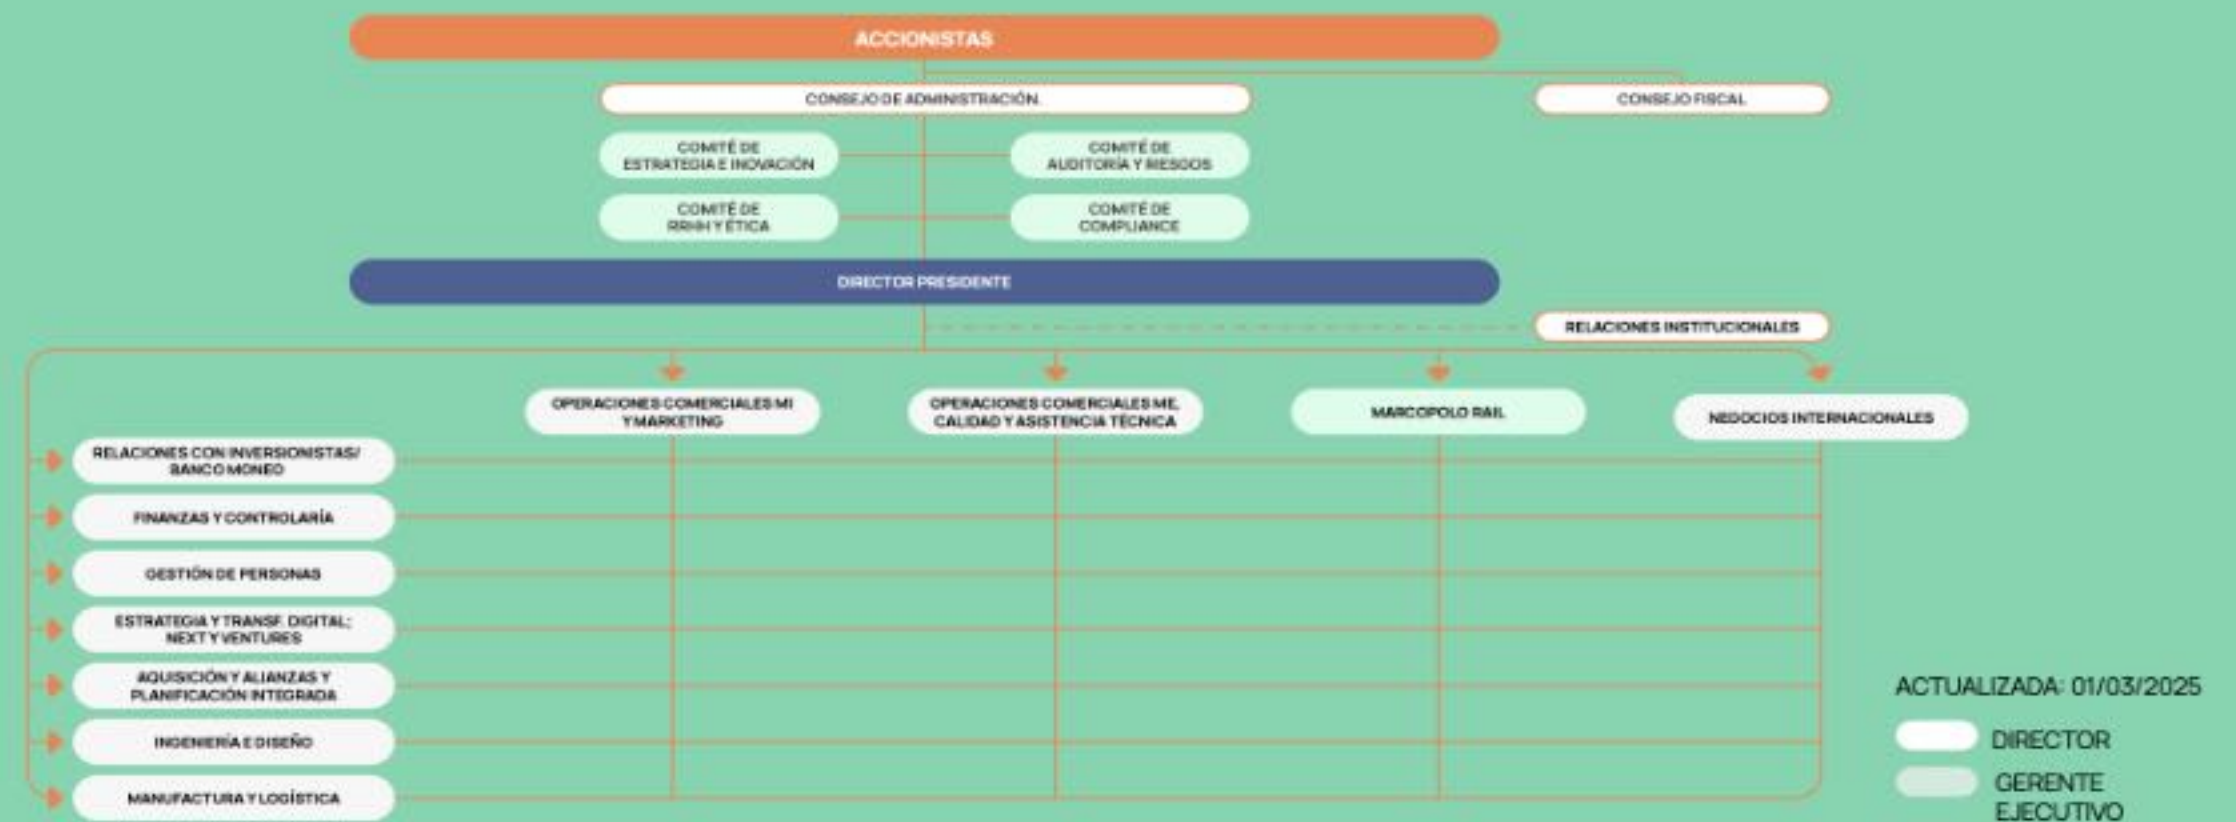 ACCIONISTAS
CONSEJO DE ADMINISTRACIÓN.
CONSEJO FISCAL
COMITÉ DE
ESTRATEGIA E INOVACIÓN
COMITÉ DE
AUDITORÍA Y RIESGOS
COMITÉ DE
RRHH Y ÉTICA
COMITÉ DE
COMPLIANCE
DIRECTOR PRESIDENTE
RELACIONES INSTITUCIONALES
OPERACIONES COMERCIALES MI
Y MARKETING
OPERACIONES COMERCIALES ME,
CALIDAD Y ASISTENCIA TÉCNICA
MARCOPOLO RAIL
NEGOCIOS INTERNACIONALES
RELACIONES CON INVERSIONISTAS/
BANCO MONEO
FINANZAS Y CONTROLARÍA
GESTIÓN DE PERSONAS
ESTRATEGIA Y TRANSF. DIGITAL;
NEXT Y VENTURES
AQUISICIÓN Y ALIANZAS Y
PLANIFICACIÓN INTEGRADA
INGENIERÍA E DISEÑO
MANUFACTURA Y LOGÍSTICA
ACTUALIZADA: 01/03/2025
DIRECTOR
GERENTE
EJECUTIVO